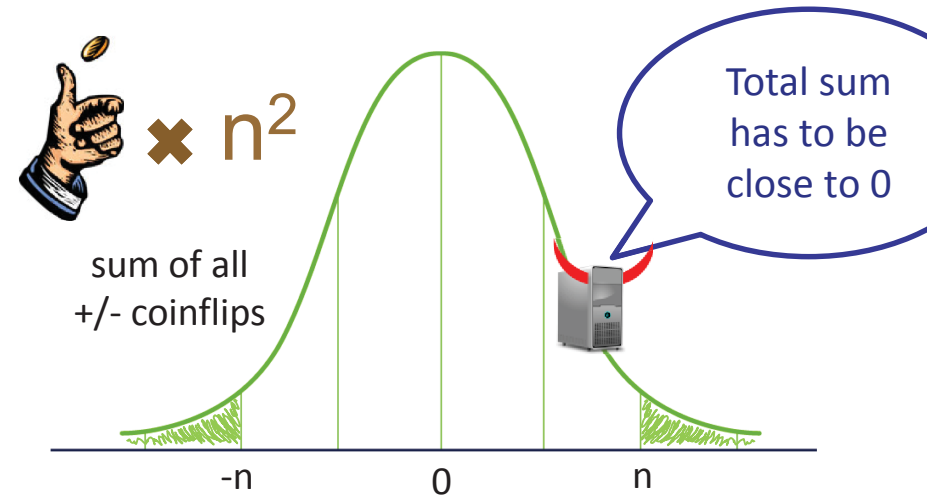 ✖ n²
Total sum
has to be
close to 0
sum of all
+/- coinflips
-n 0 n